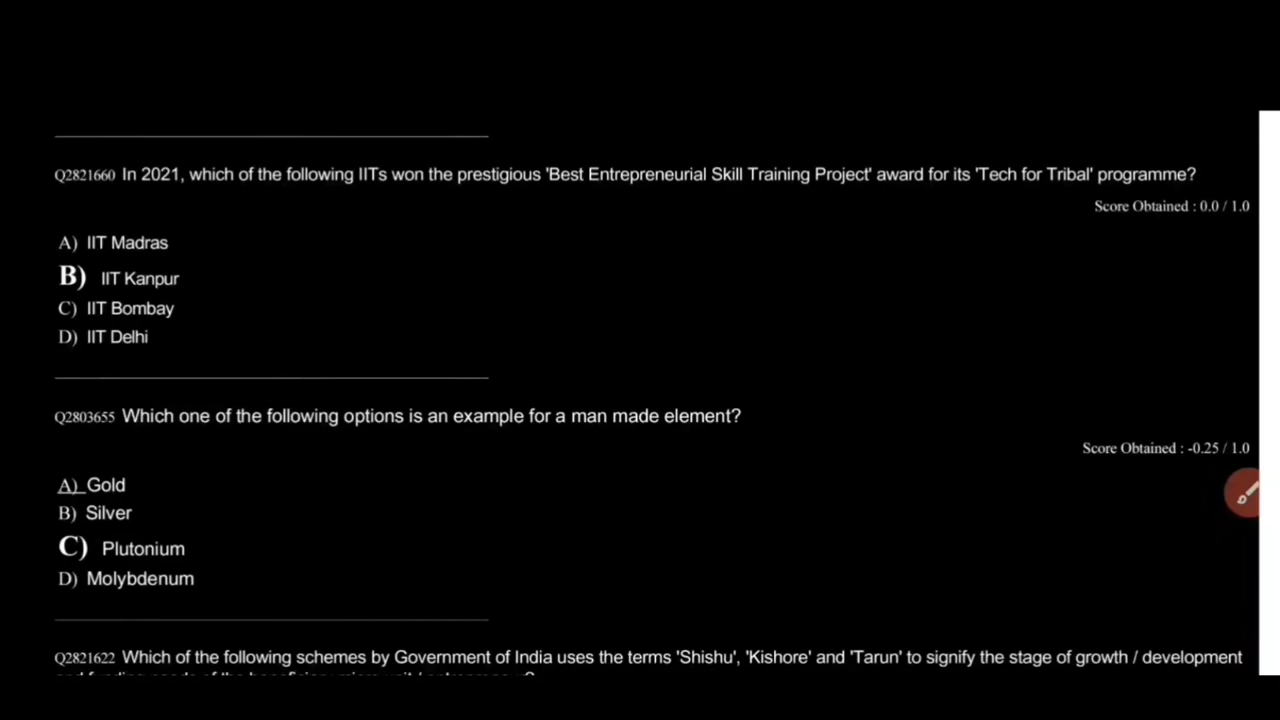 Q2821660 In 2021, which of the following IITs won the prestigious 'Best Entrepreneurial Skill Training Project' award for its 'Tech for Tribal' programme?
Score Obtained : 0.0 / 1.0
A) IIT Madras
B) IIT Kanpur
C) IIT Bombay
D) IIT Delhi
Q2803655 Which one of the following options is an example for a man made element?
Score Obtained : -0.25 / 1.0
A) Gold
B) Silver
C) Plutonium
D) Molybdenum
Q2821622 Which of the following schemes by Government of India uses the terms 'Shishu', 'Kishore' and 'Tarun' to signify the stage of growth / development